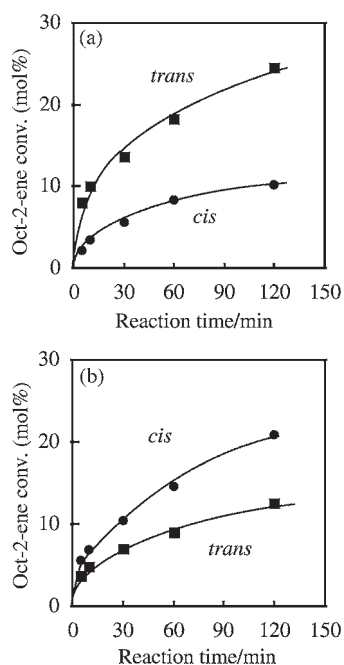 (a)
Oct-2-ene conv. (mol%)
30
20
10
0
trans
cis
0 30 60 90 120 150
Reaction time/min
(b)
Oct-2-ene conv. (mol%)
30
20
10
0
cis
trans
0 30 60 90 120 150
Reaction time/min